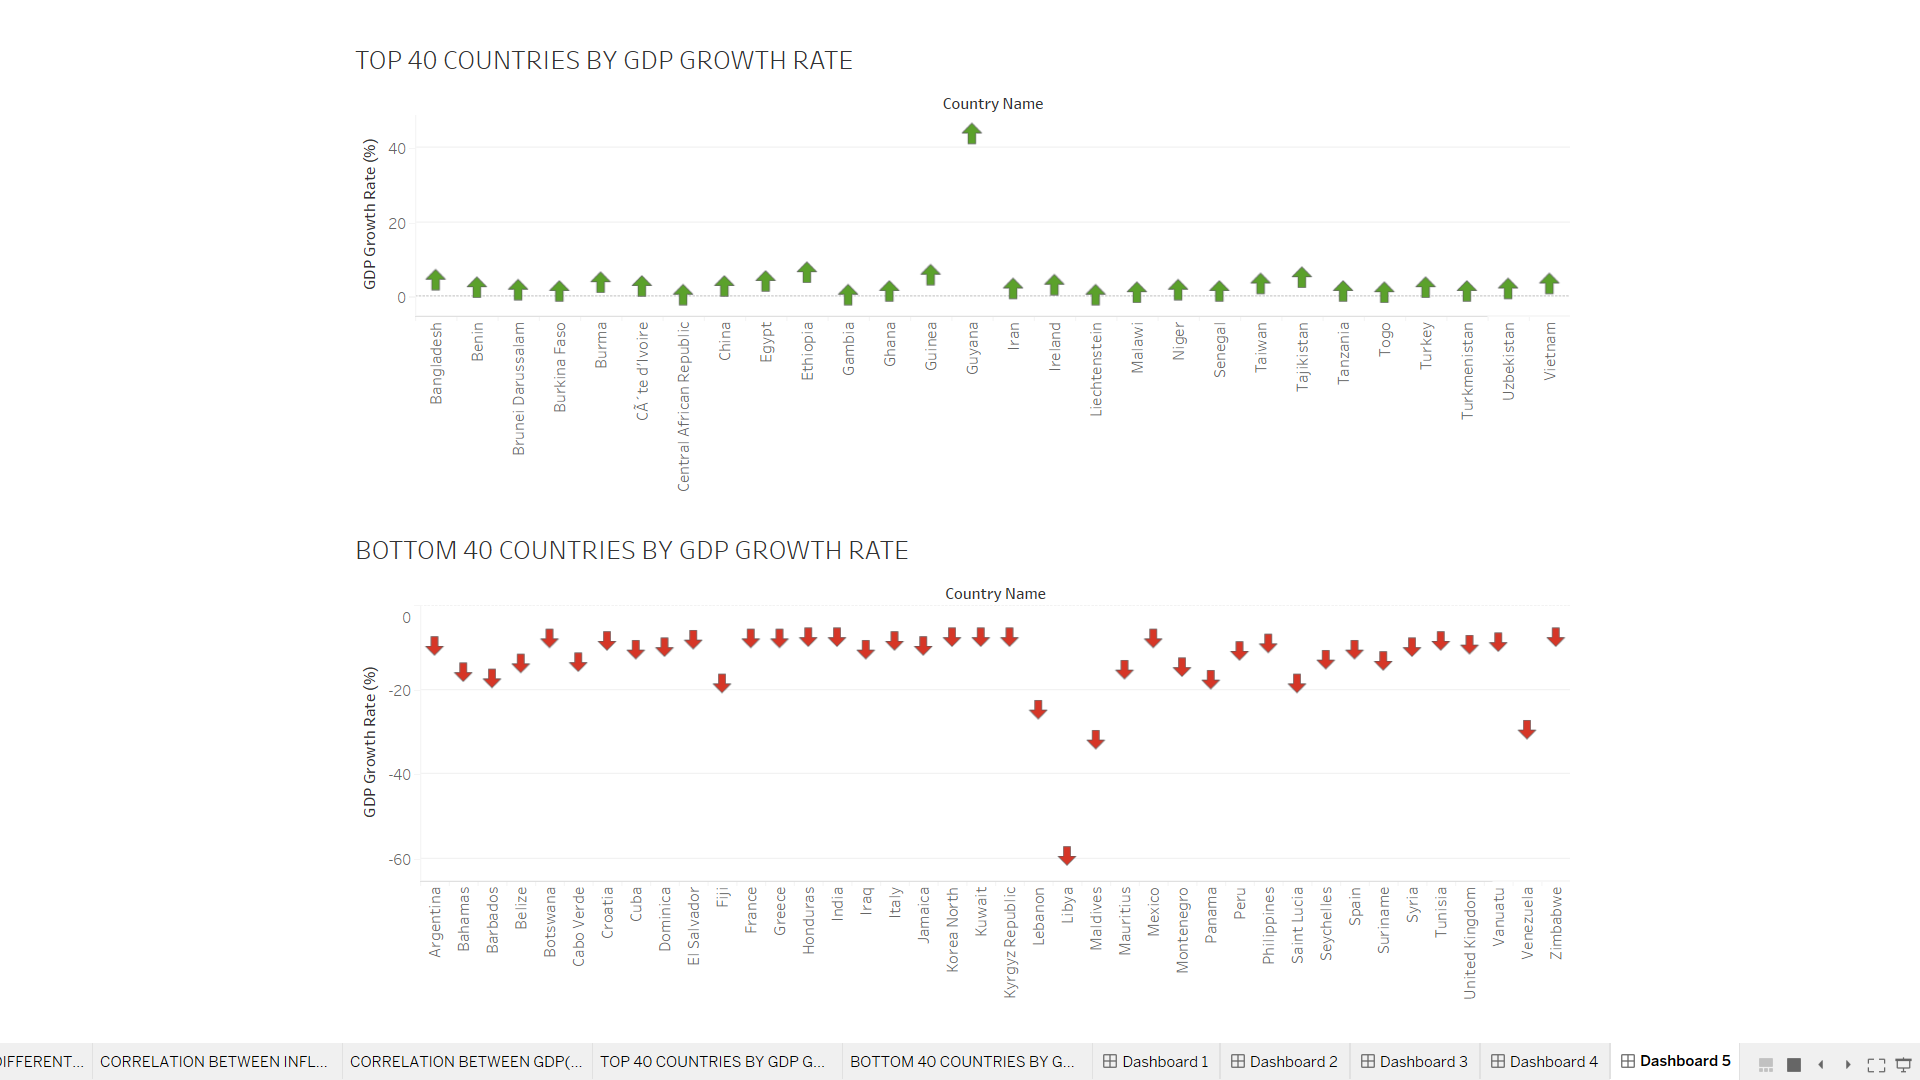 TOP 40 COUNTRIES BY GDP GROWTH RATE
Country Name
GDP Growth Rate (%)
40
20
0
Bangladesh
Benin
Brunei Darussalam
Burkina Faso
Burma
CÃ´te d'Ivoire
Central African Republic
China
Egypt
Ethiopia
Gambia
Ghana
Guinea
Guyana
Iran
Ireland
Liechtenstein
Malawi
Niger
Senegal
Taiwan
Tajikistan
Tanzania
Togo
Turkey
Turkmenistan
Uzbekistan
Vietnam
BOTTOM 40 COUNTRIES BY GDP GROWTH RATE
Country Name
GDP Growth Rate (%)
0
-20
-40
-60
Argentina
Bahamas
Barbados
Belize
Botswana
Cabo Verde
Croatia
Cuba
Dominica
El Salvador
Fiji
France
Greece
Honduras
India
Iraq
Italy
Jamaica
Korea North
Kuwait
Kyrgyz Republic
Lebanon
Libya
Maldives
Mauritius
Mexico
Montenegro
Panama
Peru
Philippines
Saint Lucia
Seychelles
Spain
Suriname
Syria
Tunisia
United Kingdom
Vanuatu
Venezuela
Zimbabwe
IFFERENT... CORRELATION BETWEEN INFL... CORRELATION BETWEEN GDP(... TOP 40 COUNTRIES BY GDP G... BOTTOM 40 COUNTRIES BY G... Dashboard 1 Dashboard 2 Dashboard 3 Dashboard 4 Dashboard 5